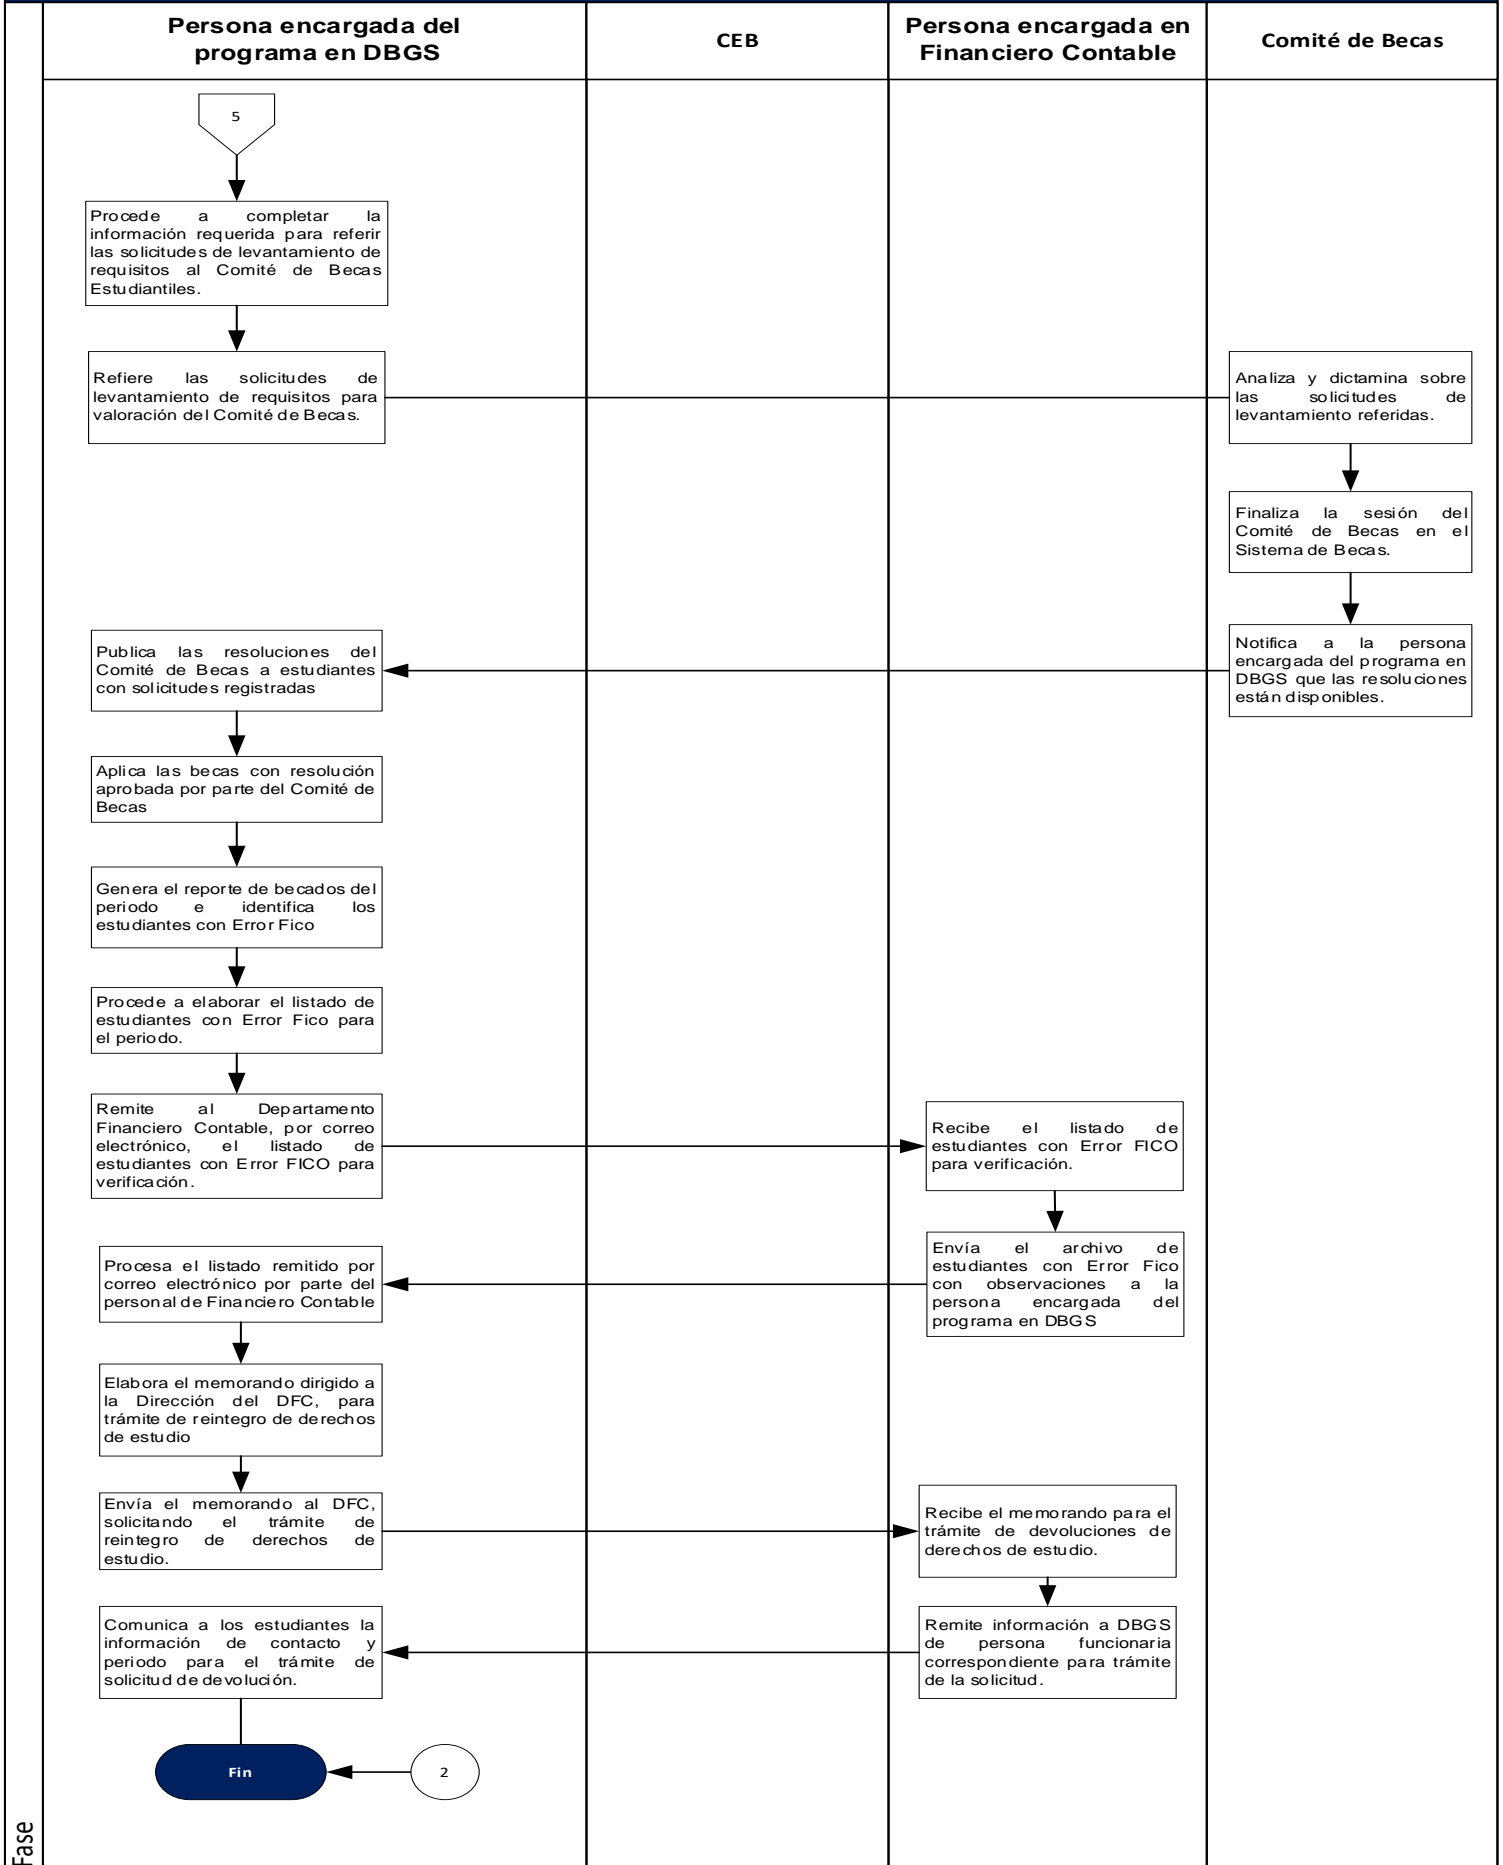 Persona encargada del
programa en DBGS
CEB
Persona encargada en
Financiero Contable
Comité de Becas
5
Procede a completar la
información requerida para referir
las solicitudes de levantamiento de
requisitos al Comité de Becas
Estudiantiles.
Refiere las solicitudes de
levantamiento de requisitos para
valoración del Comité de Becas.
Analiza y dictamina sobre
las solicitudes de
levantamiento referidas.
Finaliza la sesión del
Comité de Becas en el
Sistema de Becas.
Notifica a la persona
encargada del programa en
DBGS que las resoluciones
están disponibles.
Publica las resoluciones del
Comité de Becas a estudiantes
con solicitudes registradas
Aplica las becas con resolución
aprobada por parte del Comité de
Becas
Genera el reporte de becados del
periodo e identifica los
estudiantes con Error Fico
Procede a elaborar el listado de
estudiantes con Error Fico para
el periodo.
Remite al Departamento
Financiero Contable, por correo
electrónico, el listado de
estudiantes con Error FICO para
verificación.
Recibe el listado de
estudiantes con Error FICO
para verificación.
Envía el archivo de
estudiantes con Error Fico
con observaciones a la
persona encargada del
programa en DBGS
Procesa el listado remitido por
correo electrónico por parte del
personal de Financiero Contable
Elabora el memorando dirigido a
la Dirección del DFC, para
trámite de reintegro de derechos
de estudio
Envía el memorando al DFC,
solicitando el trámite de
reintegro de derechos de
estudio.
Recibe el memorando para el
trámite de devoluciones de
derechos de estudio.
Remite información a DBGS
de persona funcionaria
correspondiente para trámite
de la solicitud.
Comunica a los estudiantes la
información de contacto y
periodo para el trámite de
solicitud de devolución.
Fin
2
Fase